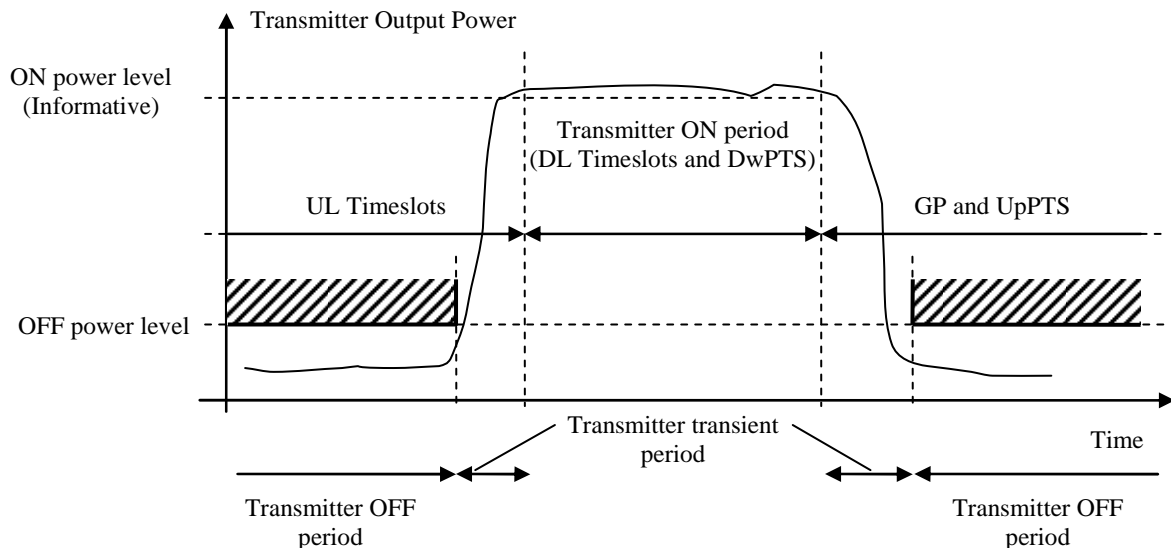 Transmitter Output Power
ON power level
(Informative)
Transmitter ON period
(DL Timeslots and DwPTS)
UL Timeslots
GP and UpPTS
OFF power level
Transmitter transient
period
Time
Transmitter OFF
period
Transmitter OFF
period